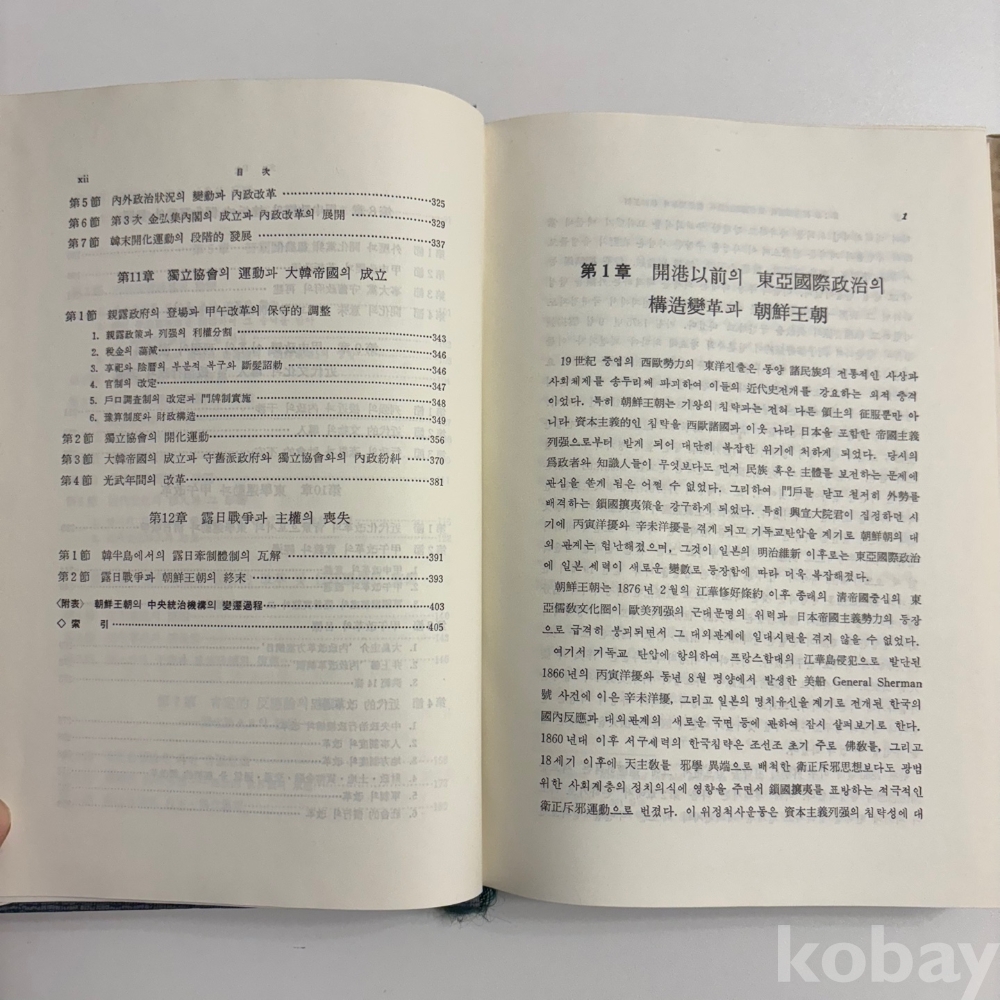 xii 目 次
第5節 內外政治狀況의 變動과 內政改革 325
第6節 第3次 金弘集內閣의 成立과 內政改革의 展開 329
第7節 韓末開化運動의 段階的 發展 337
第11章 獨立協會의 運動과 大韓帝國의 成立
第1節 親露政府의 登場과 甲午改革의 保守的 調整
1. 親露政策과 列强의 利權分割 343
2. 稅金의 蕩減 346
3. 享祀와 陰曆의 부분적 복구와 斷髮詔勅 346
4. 官制의 改定 347
5. 戶口調査制의 改定과 門牌制實施 348
6. 豫算制度와 財政構造 349
第2節 獨立協會의 開化運動 356
第3節 大韓帝國의 成立과 守舊派政府와 獨立協會와의 內政紛糾 370
第4節 光武年間의 改革 381
第12章 露日戰爭과 主權의 喪失
第1節 韓半島에서의 露日牽制體制의 瓦解 391
第2節 露日戰爭과 朝鮮王朝의 終末 393
〈附表〉 朝鮮王朝의 中央統治機構의 變遷過程 403
◇ 索 引 405
1
第1章 開港以前의 東亞國際政治의
構造變革과 朝鮮王朝
19世紀 중엽의 西歐勢力의 東洋진출은 동양 諸民族의 전통적인 사상과
사회체제를 송두리째 파괴하여 이들의 近代史전개를 강요하는 외적 충격
이었다. 특히 朝鮮王朝는 기왕의 침략과는 전혀 다른 領土의 征服뿐만 아
니라 資本主義的인 침략을 西歐諸國과 이웃 나라 日本을 포함한 帝國主義
列强으로부터 받게 되어 대단히 복잡한 위기에 처하게 되었다. 당시의
爲政者와 知識人들이 무엇보다도 먼저 民族 혹은 主體를 보전하는 문제에
관심을 쏟게 됨은 어쩔 수 없었다. 그리하여 門戶를 닫고 철저히 外勢를
배격하는 鎖國攘夷策을 강구하게 되었다. 특히 興宣大院君이 집정하면 시
기에 丙寅洋擾와 辛未洋擾를 겪게 되고 기독교탄압을 계기로 朝鮮朝의 대
외 관계는 험난해졌으며, 그것이 일본의 明治維新 이후로는 東亞國際政治
에 일본 세력이 새로운 變數로 등장함에 따라 더욱 복잡해졌다.
朝鮮王朝는 1876年 2월의 江華修好條約 이후 종래의 淸帝國중심의 東
亞儒敎文化圈이 歐美列强의 근대문명의 위력과 日本帝國主義勢力의 등장
으로 급격히 붕괴되면서 그 대외관계에 일대시련을 겪지 않을 수 없었다.
여기서 기독교 탄압에 항의하여 프랑스함대의 江華島侵犯으로 발단된
1866년의 丙寅洋擾와 동년 8월 평양에서 발생한 美船 General Sherman
號 사건에 이은 辛未洋擾, 그리고 일본의 명치유신을 계기로 전개된 한국의
國內反應과 대외관계의 새로운 국면 등에 관하여 잠시 살펴보기로 한다.
1860년대 이후 서구세력의 한국침략은 조선조 초기 주로 佛敎를, 그리고
18세기 이후에 天主敎를 邪學 異端으로 배척한 衛正斥邪思想보다도 광범
위한 사회계층의 정치의식에 영향을 주면서 鎖國攘夷를 표방하는 적극적인
衛正斥邪運動으로 번졌다. 이 위정척사운동은 資本主義列强의 침략성에 대
kobay